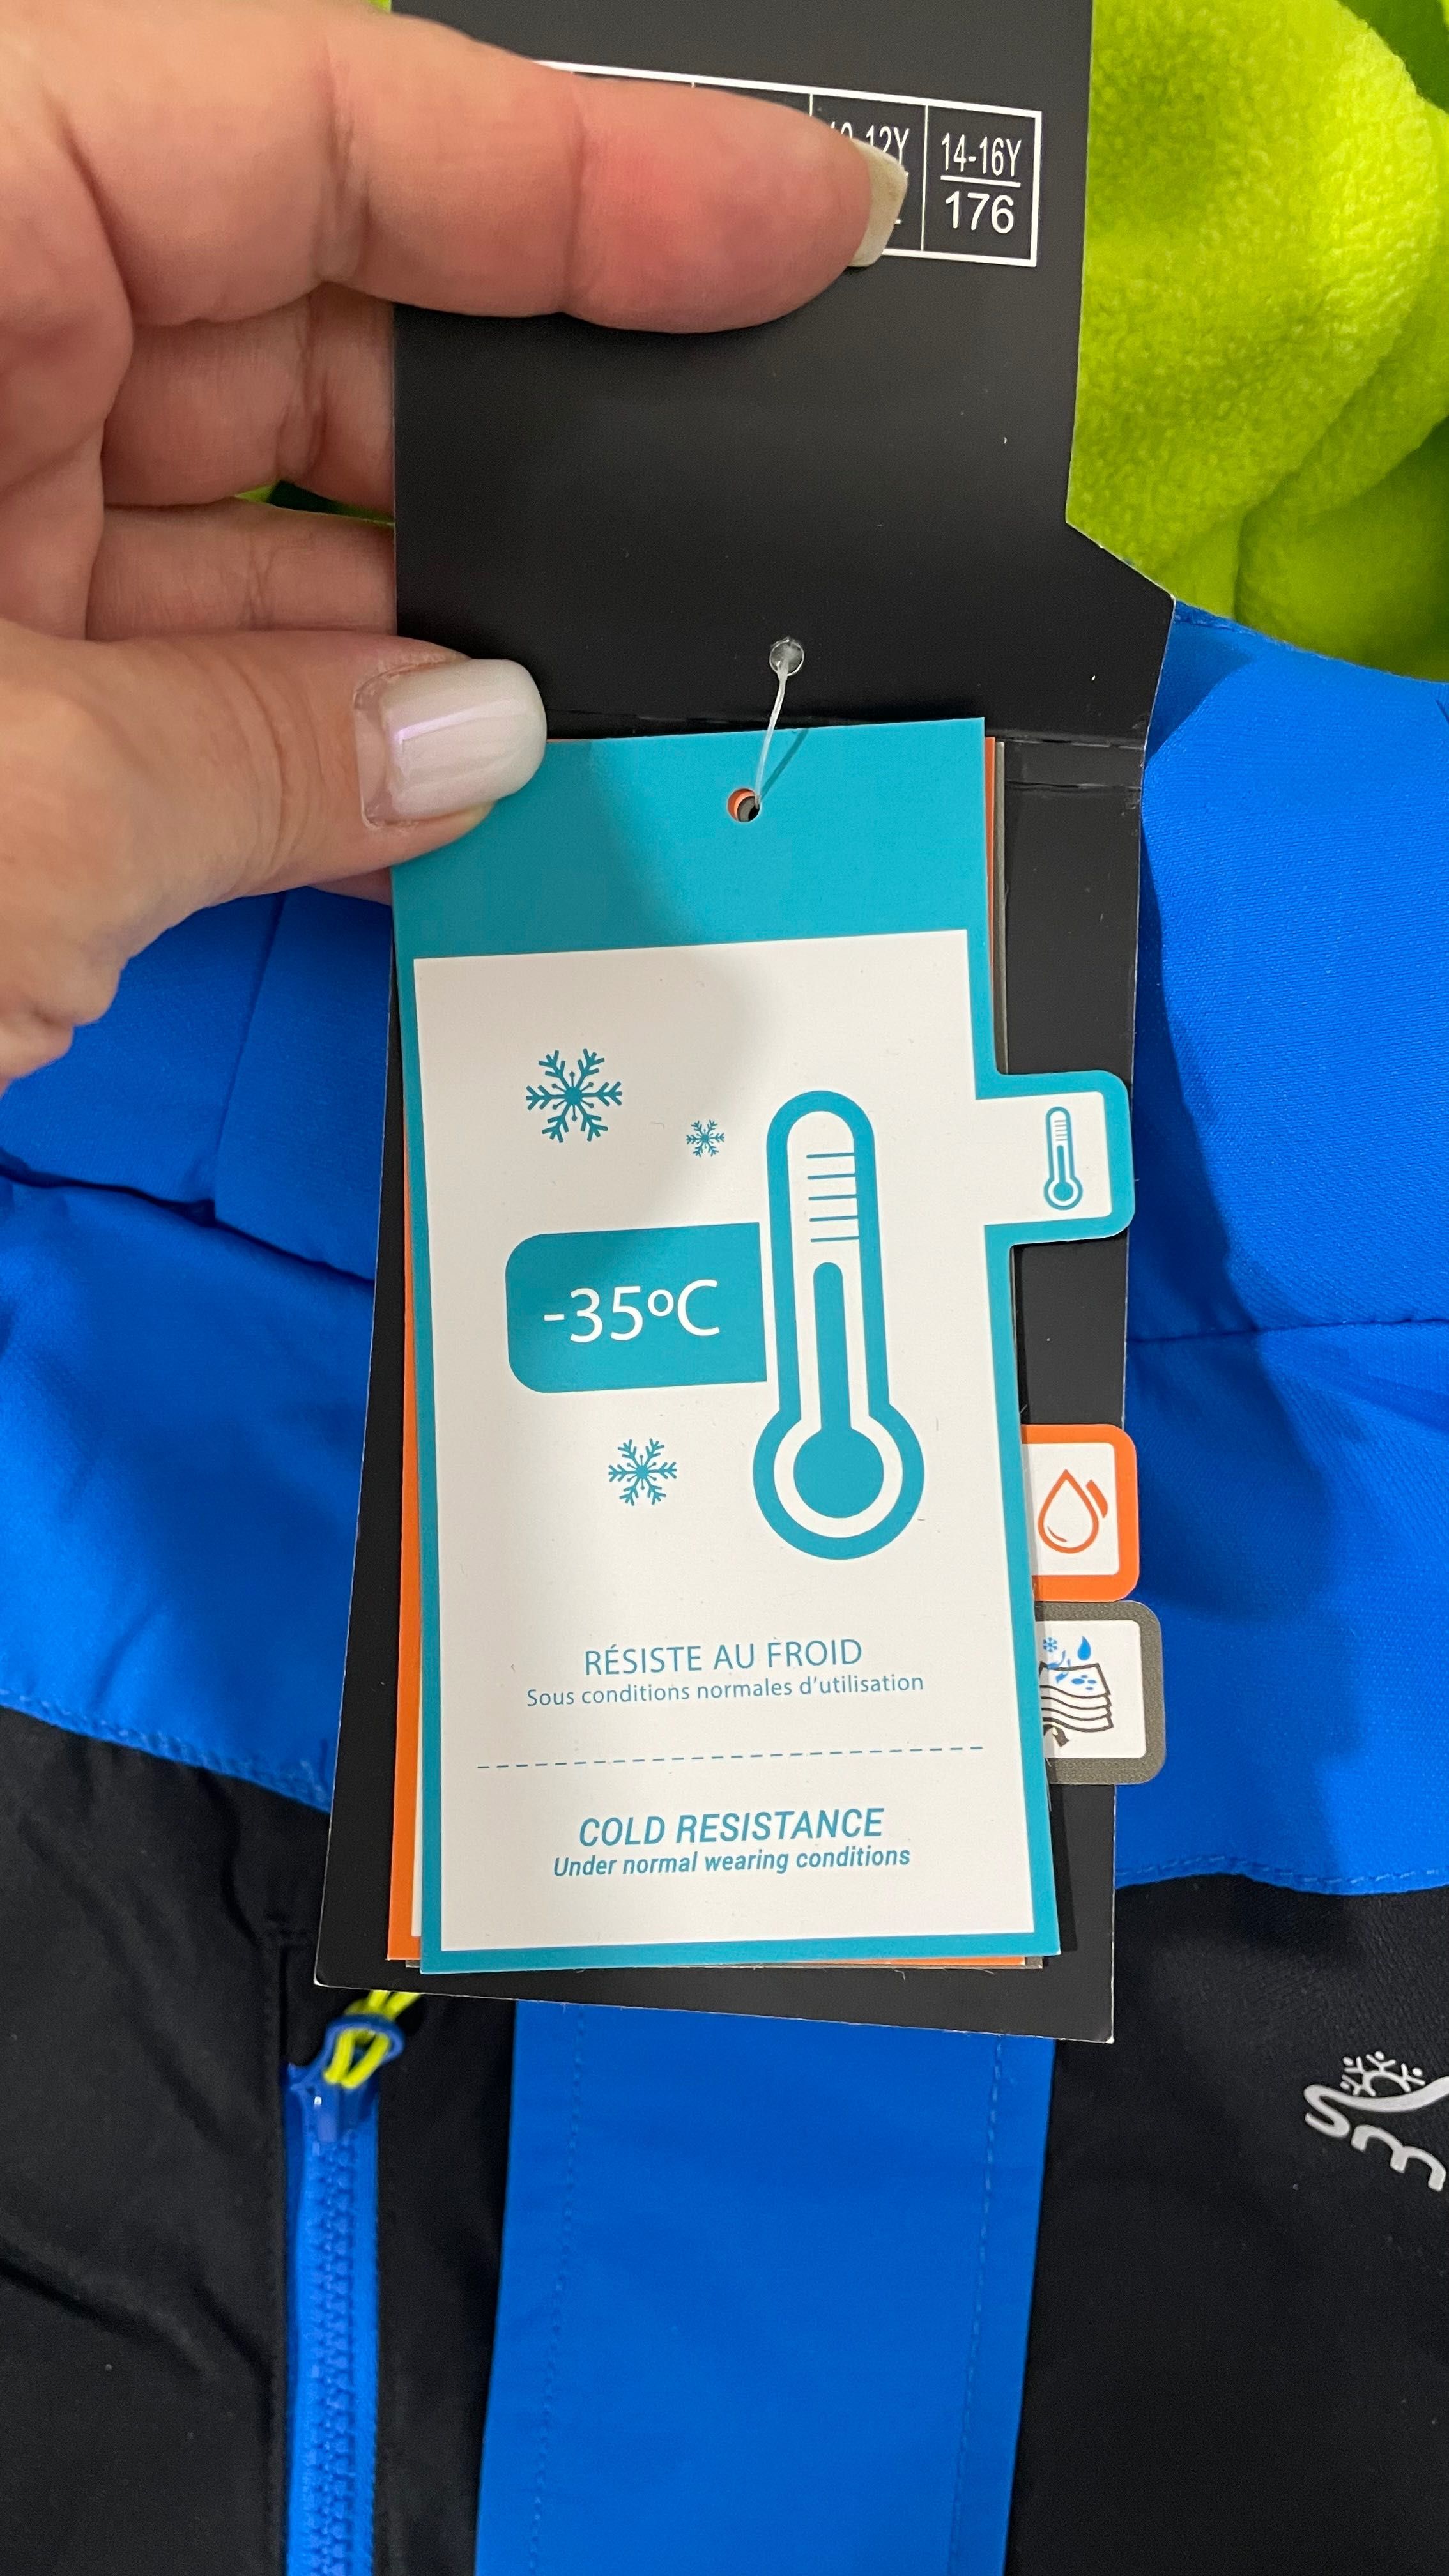 14-16Y
176
-35ºC
RÉSISTE AU FROID
Sous conditions normales d'utilisation
COLD RESISTANCE
Under normal wearing conditions